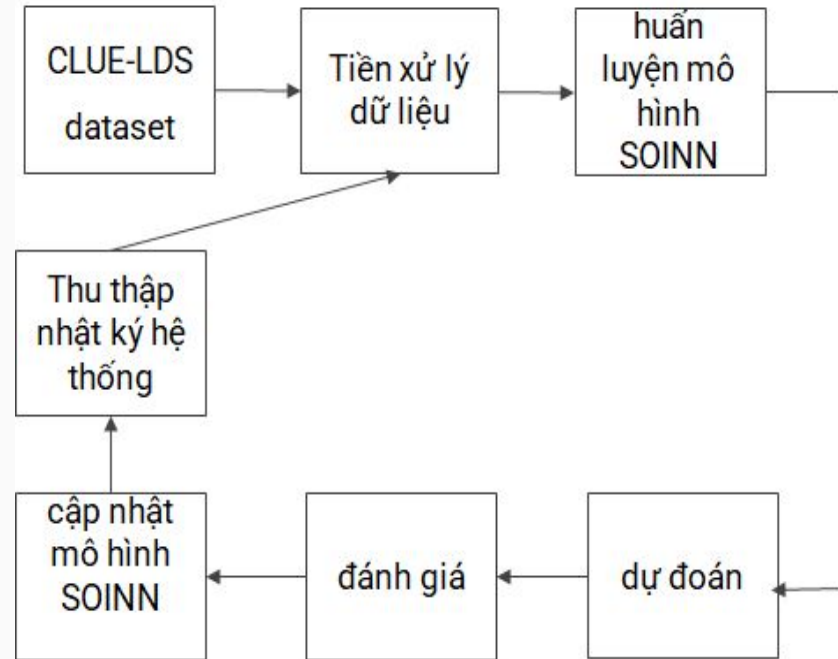 CLUE-LDS
dataset
Tiền xử lý
dữ liệu
huấn
luyện mô
hình
SOINN
Thu thập
nhật ký hệ
thống
cập nhật
mô hình
SOINN
đánh giá
dự đoán